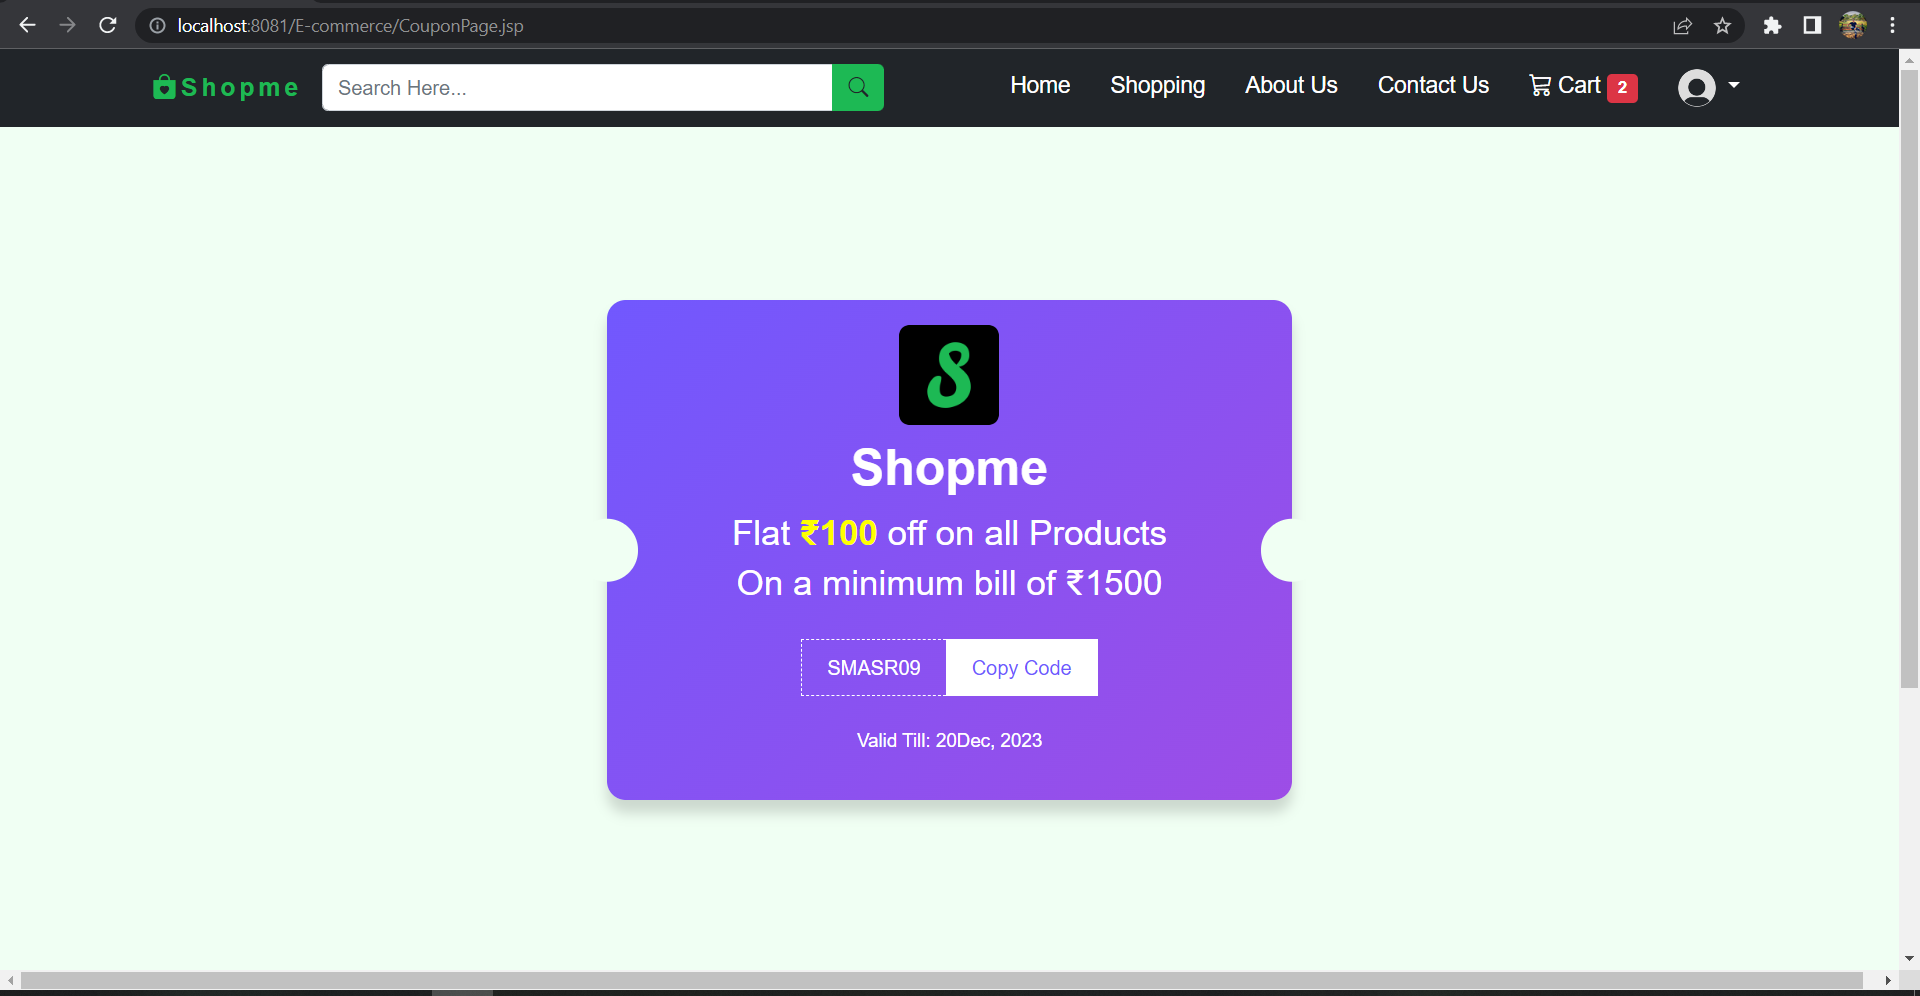 localhost:8081/E-commerce/CouponPage.jsp
Shopme
Search Here...
Home
Shopping
About Us
Contact Us
Cart 2
S
Shopme
Flat ₹100 off on all Products
On a minimum bill of ₹1500
SMASR09
Copy Code
Valid Till: 20Dec, 2023